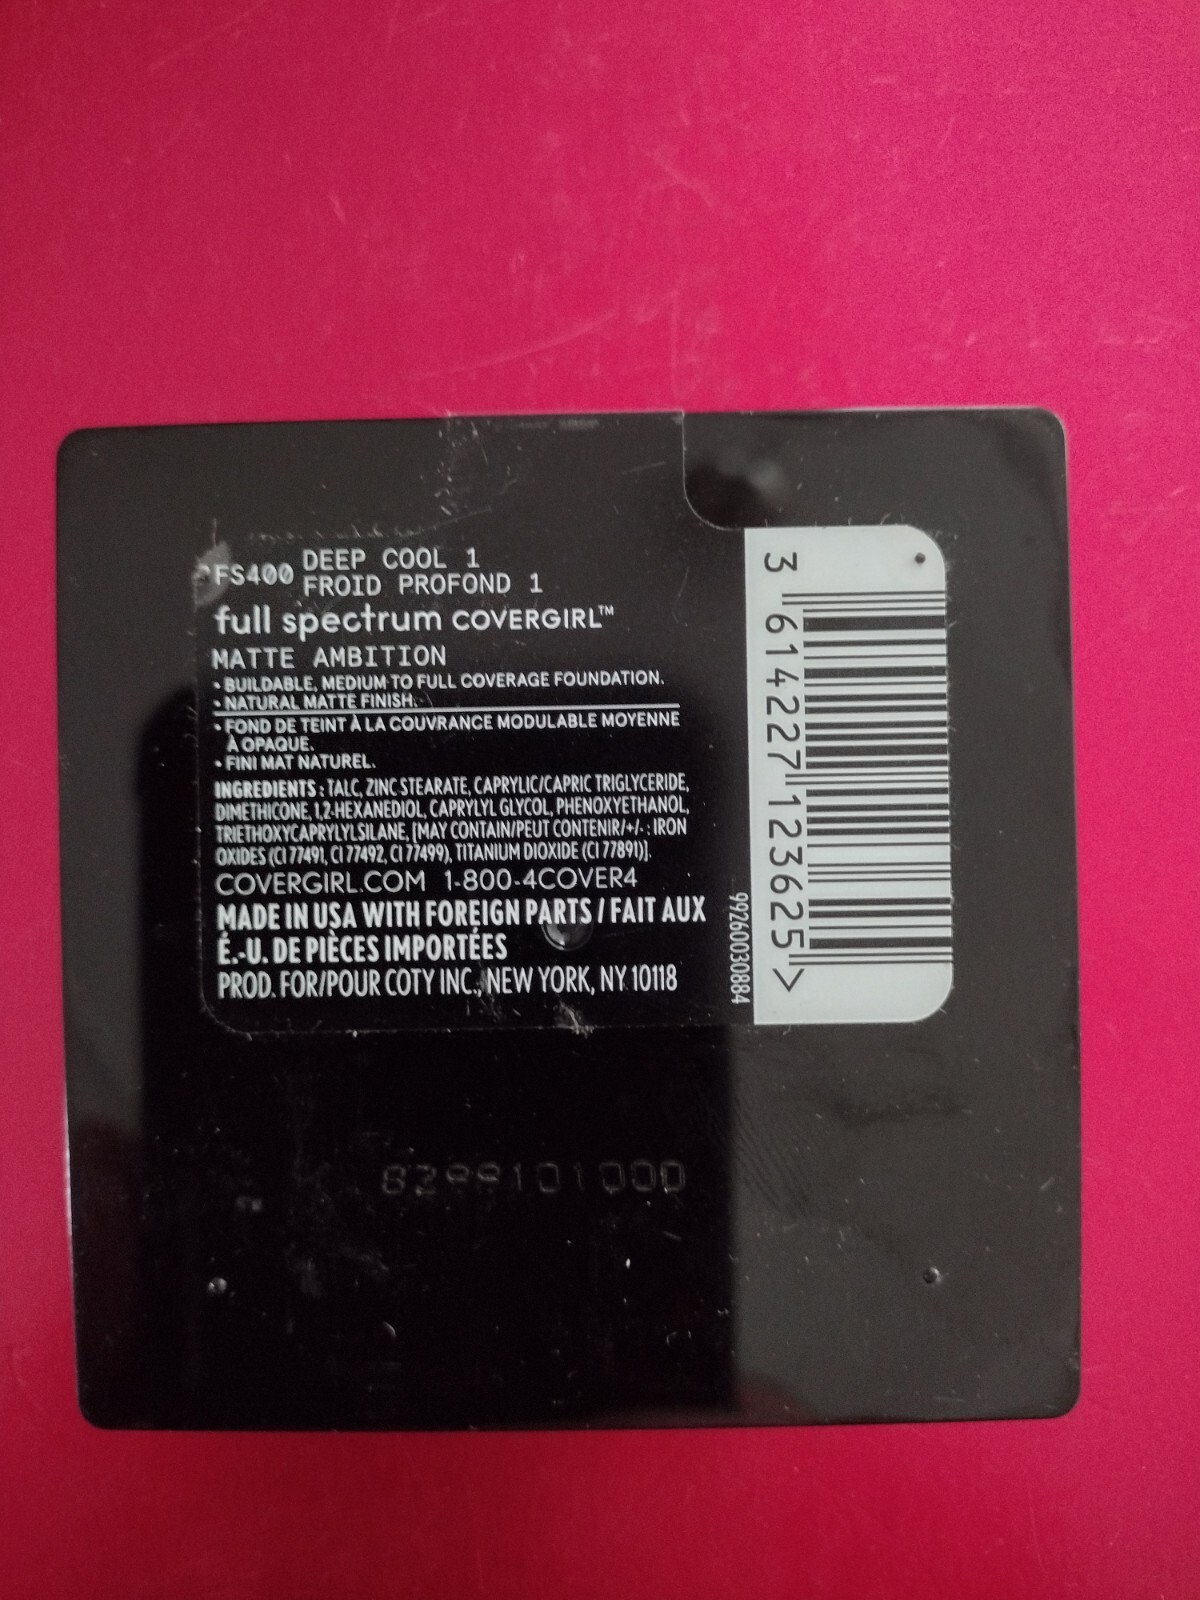 FS400 DEEP COOL 1
FROID PROFOND 1
full spectrum COVERGIRL™
MATTE AMBITION
• BUILDABLE, MEDIUM TO FULL COVERAGE FOUNDATION.
• NATURAL MATTE FINISH.
• FOND DE TEINT À LA COUVRANCE MODULABLE MOYENNE
À OPAQUE.
• FINI MAT NATUREL.
INGREDIENTS : TALC, ZINC STEARATE, CAPRYLIC/CAPRIC TRIGLYCERIDE,
DIMETHICONE, 1,2-HEXANEDIOL, CAPRYLYL GLYCOL, PHENOXYETHANOL,
TRIETHOXYCAPRYLYLSILANE, [MAY CONTAIN/PEUT CONTENIR/+/- : IRON
OXIDES (CI 77491, CI 77492, CI 77499), TITANIUM DIOXIDE (CI 77891)].
COVERGIRL.COM 1-800-4COVER4
MADE IN USA WITH FOREIGN PARTS / FAIT AUX
É.-U. DE PIÈCES IMPORTÉES
PROD. FOR/POUR COTY INC., NEW YORK, NY 10118
99260030884
3 614227 123625 >
8299101000